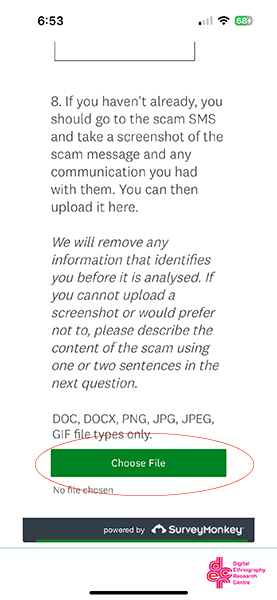 6:53
68
8. If you haven't already, you
should go to the scam SMS
and take a screenshot of the
scam message and any
communication you had
with them. You can then
upload it here.
We will remove any
information that identifies
you before it is analysed. If
you cannot upload a
screenshot or would prefer
not to, please describe the
content of the scam using
one or two sentences in the
next question.
DOC, DOCX, PNG, JPG, JPEG,
GIF file types only.
Choose File
No file chosen
powered by SurveyMonkey
Digital
Ethnography
Research
Centre